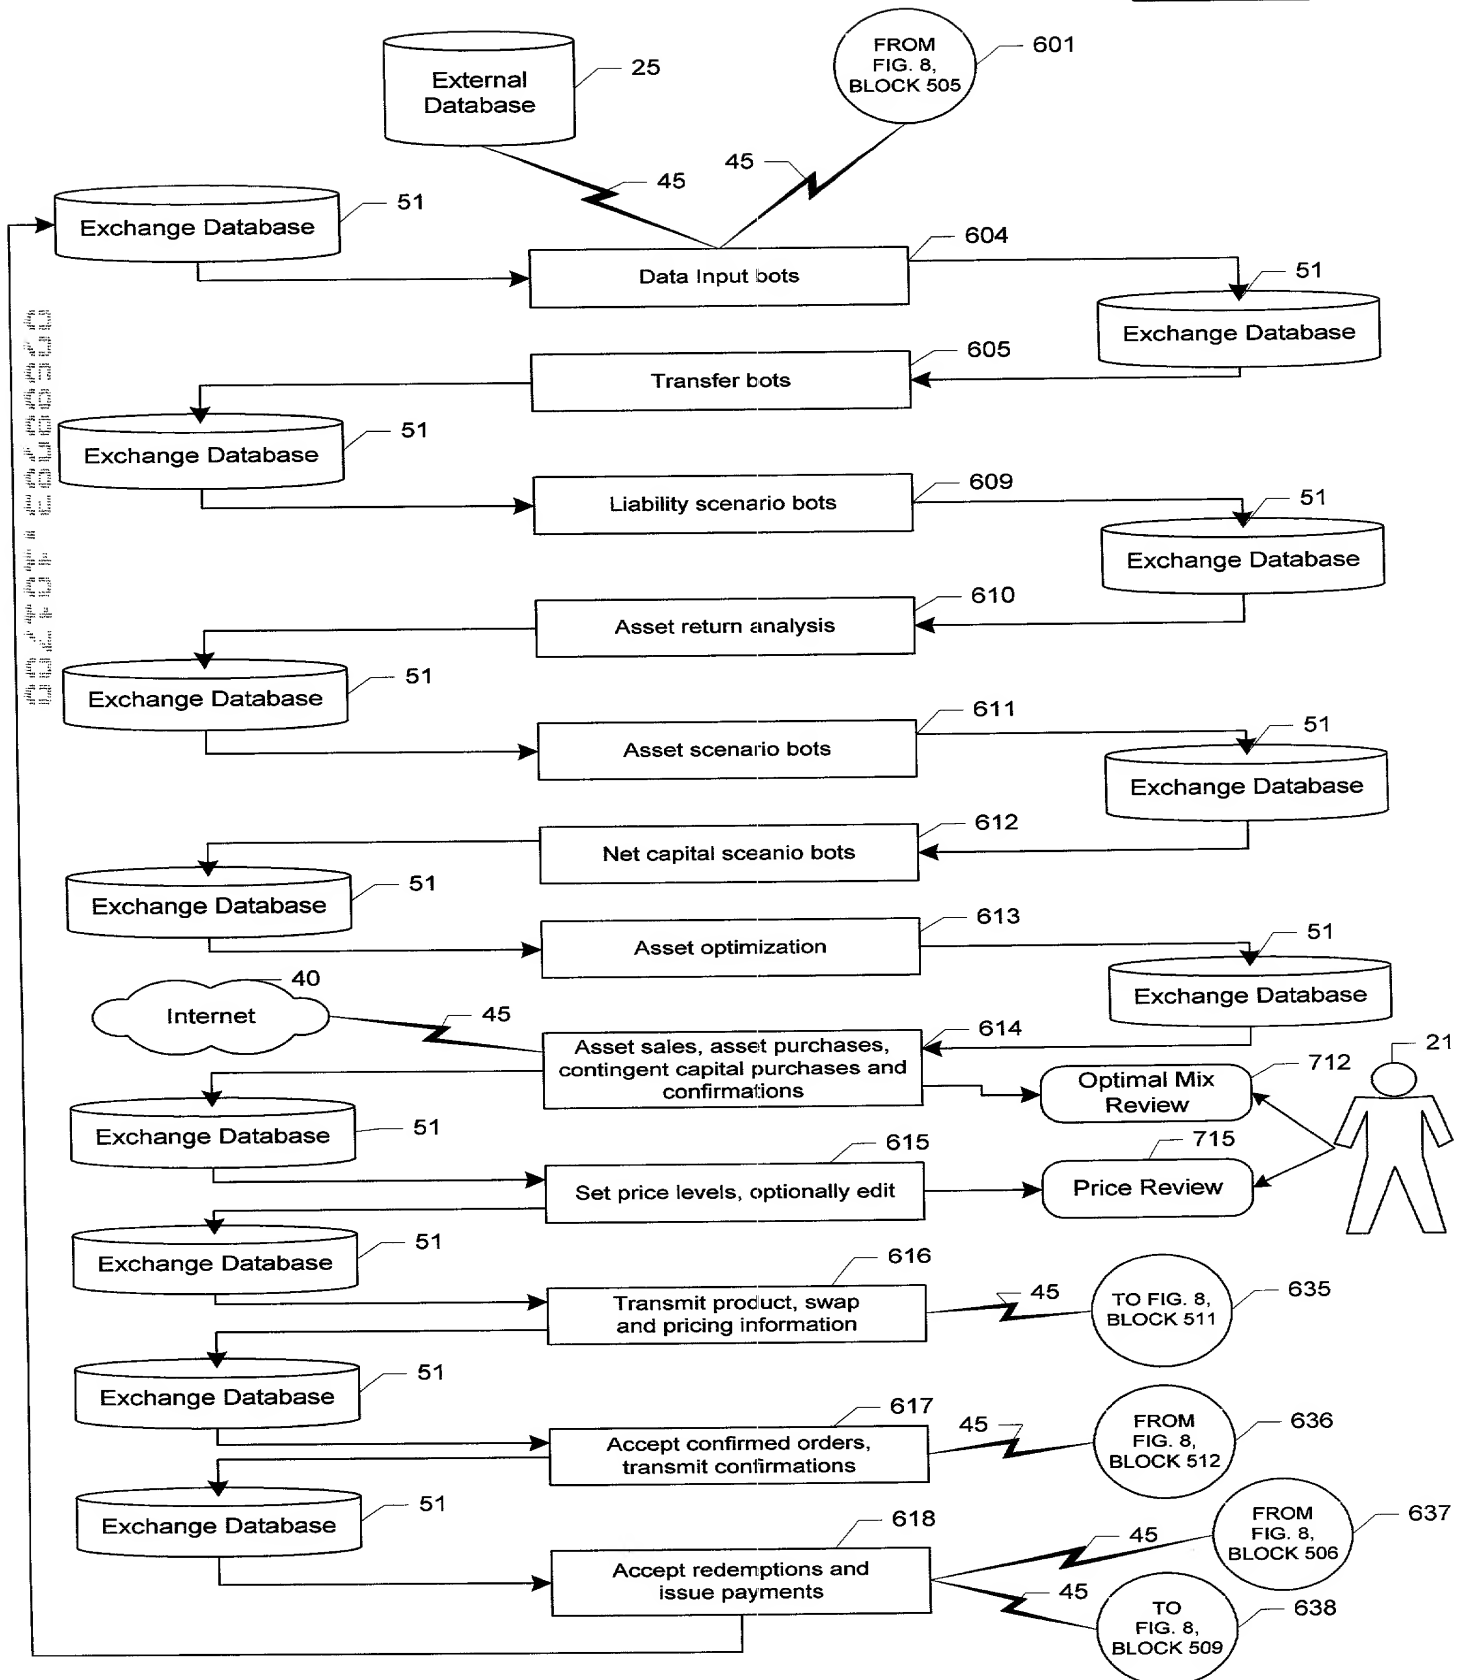 External
Database
25
FROM
FIG. 8,
BLOCK 505
601
45
45
Exchange Database
51
Data Input bots
604
51
Exchange Database
Transfer bots
605
Exchange Database
51
Liability scenario bots
609
51
Exchange Database
Asset return analysis
610
Exchange Database
51
Asset scenario bots
611
51
Exchange Database
Net capital sceanio bots
612
Exchange Database
51
Asset optimization
613
51
Exchange Database
Internet
40
45
Asset sales, asset purchases,
contingent capital purchases and
confirmations
614
Optimal Mix
Review
712
21
Exchange Database
51
Set price levels, optionally edit
615
Price Review
715
Exchange Database
51
Transmit product, swap
and pricing information
616
45
TO FIG. 8,
BLOCK 511
635
Exchange Database
51
Accept confirmed orders,
transmit confirmations
617
45
FROM
FIG. 8,
BLOCK 512
636
Exchange Database
51
Accept redemptions and
issue payments
618
45
FROM
FIG. 8,
BLOCK 506
637
45
TO
FIG. 8,
BLOCK 509
638